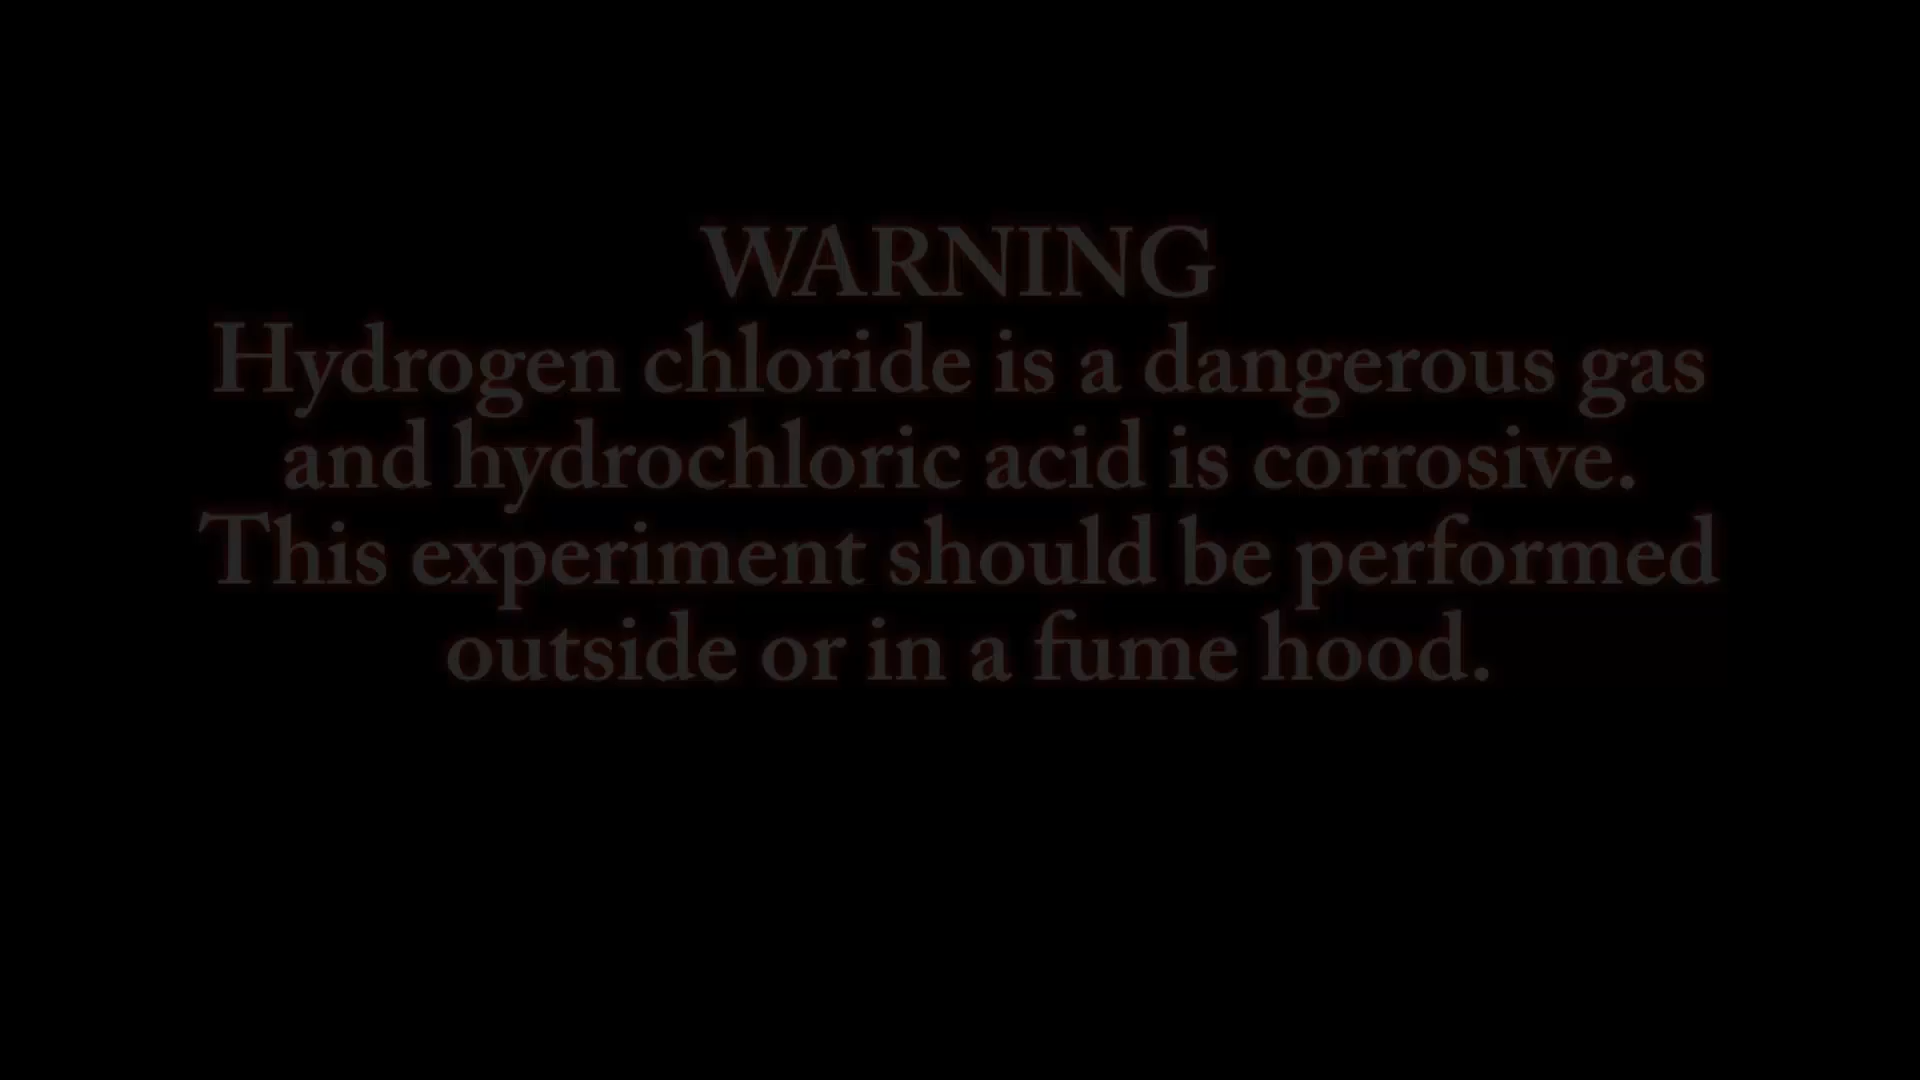 WARNING
Hydrogen chloride is a dangerous gas
and hydrochloric acid is corrosive.
This experiment should be performed
outside or in a fume hood.